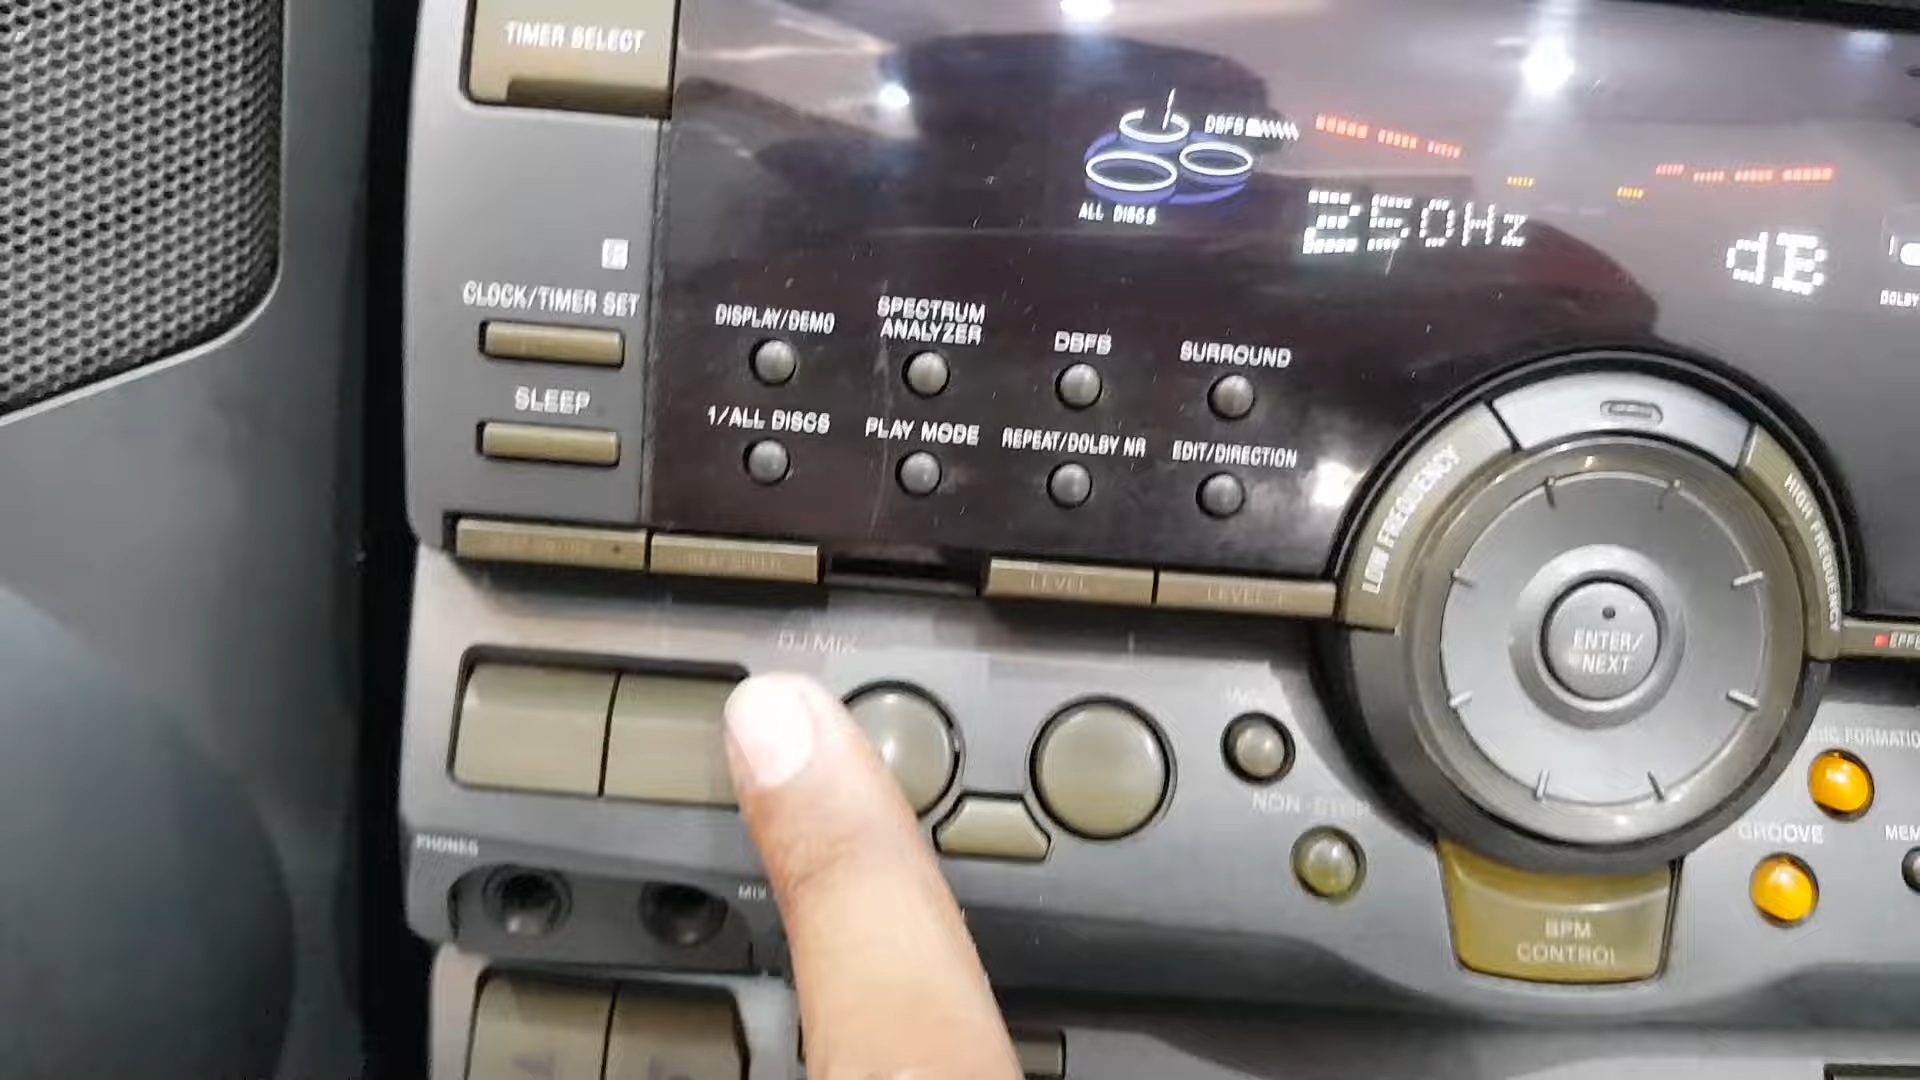 TIMER SELECT
DBFB
ALL DISCS
250Hz
dB
CLOCK/TIMER SET
DISPLAY/DEMO
SPECTRUM
ANALYZER
DBFB
SURROUND
SLEEP
1/ALL DISCS
PLAY MODE
REPEAT/DOLBY NR
EDIT/DIRECTION
LOW FREQUENCY
HIGH FREQUENCY
LEVEL
LEVEL
ENTER/
NEXT
DJ MIX
NON-STOP
GROOVE
PHONES
MIX
BPM
CONTROL